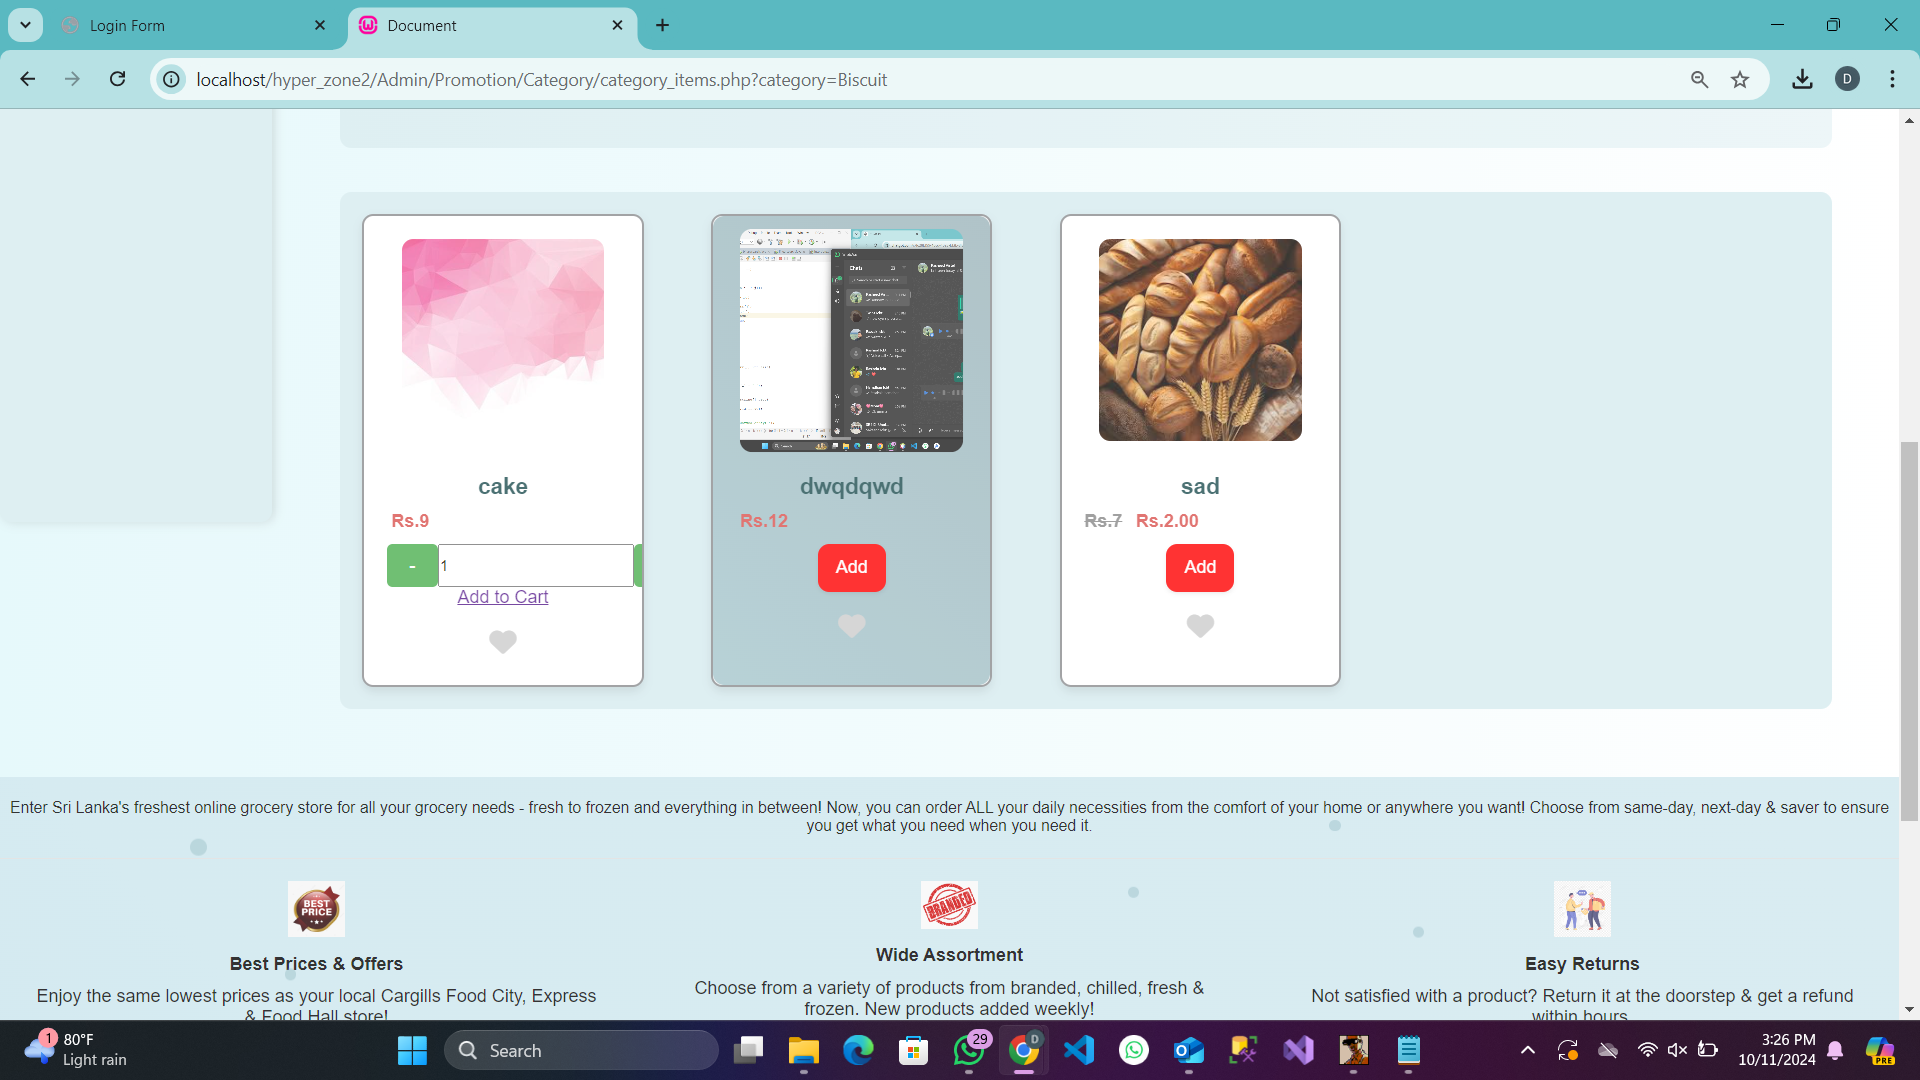 Login Form
Document
localhost/hyper_zone2/Admin/Promotion/Category/category_items.php?category=Biscuit
D
Chats
cake
dwqdqwd
sad
Rs.9
Rs.12
Rs.7 Rs.2.00
- 1
Add
Add
Add to Cart
Enter Sri Lanka's freshest online grocery store for all your grocery needs - fresh to frozen and everything in between! Now, you can order ALL your daily necessities from the comfort of your home or anywhere you want! Choose from same-day, next-day & saver to ensure
you get what you need when you need it.
BEST
PRICE
BRANDED
Best Prices & Offers
Wide Assortment
Easy Returns
Enjoy the same lowest prices as your local Cargills Food City, Express
& Food Hall store!
Choose from a variety of products from branded, chilled, fresh &
frozen. New products added weekly!
Not satisfied with a product? Return it at the doorstep & get a refund
within hours.
1
80°F
Light rain
Search
29
D
3:26 PM
10/11/2024
PRE